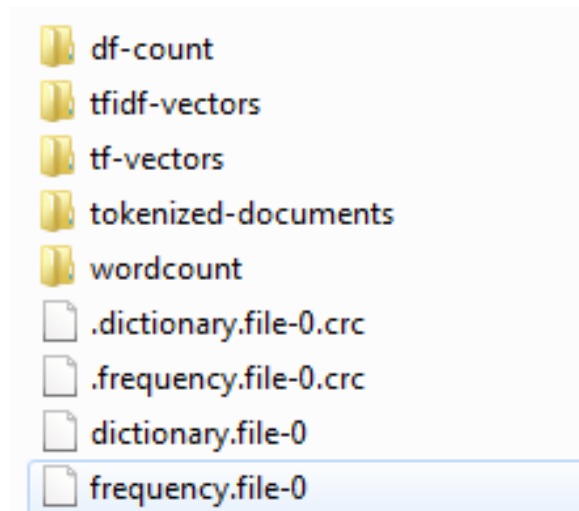 df-count
tfidf-vectors
tf-vectors
tokenized-documents
wordcount
.dictionary.file-0.crc
.frequency.file-0.crc
dictionary.file-0
frequency.file-0